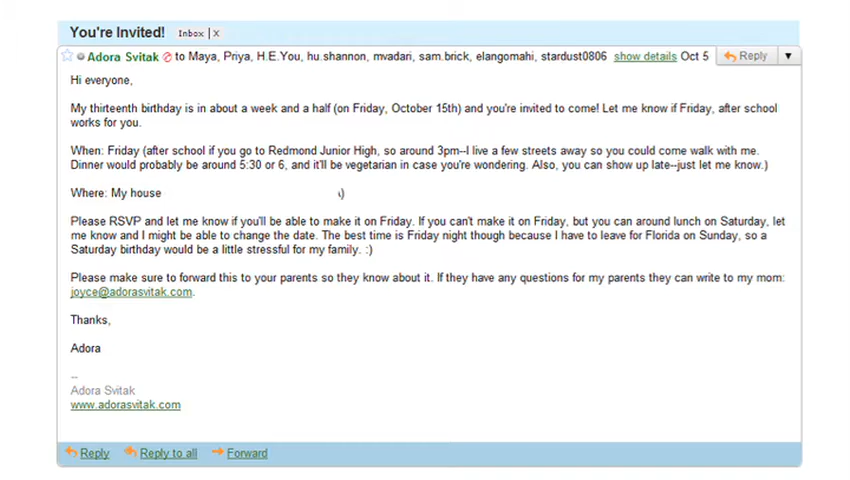 You're Invited! Inbox | X
Adora Svitak to Maya, Priya, H.E.You, hu.shannon, mvadari, sam.brick, elangomahi, stardust0806 show details Oct 5 Reply
Hi everyone,
My thirteenth birthday is in about a week and a half (on Friday, October 15th) and you're invited to come! Let me know if Friday, after school
works for you.
When: Friday (after school if you go to Redmond Junior High, so around 3pm--I live a few streets away so you could come walk with me.
Dinner would probably be around 5:30 or 6, and it'll be vegetarian in case you're wondering. Also, you can show up late--just let me know.)
Where: My house )
Please RSVP and let me know if you'll be able to make it on Friday. If you can't make it on Friday, but you can around lunch on Saturday, let
me know and I might be able to change the date. The best time is Friday night though because I have to leave for Florida on Sunday, so a
Saturday birthday would be a little stressful for my family. :)
Please make sure to forward this to your parents so they know about it. If they have any questions for my parents they can write to my mom:
joyce@adorasvitak.com.
Thanks,
Adora
--
Adora Svitak
www.adorasvitak.com
Reply Reply to all Forward